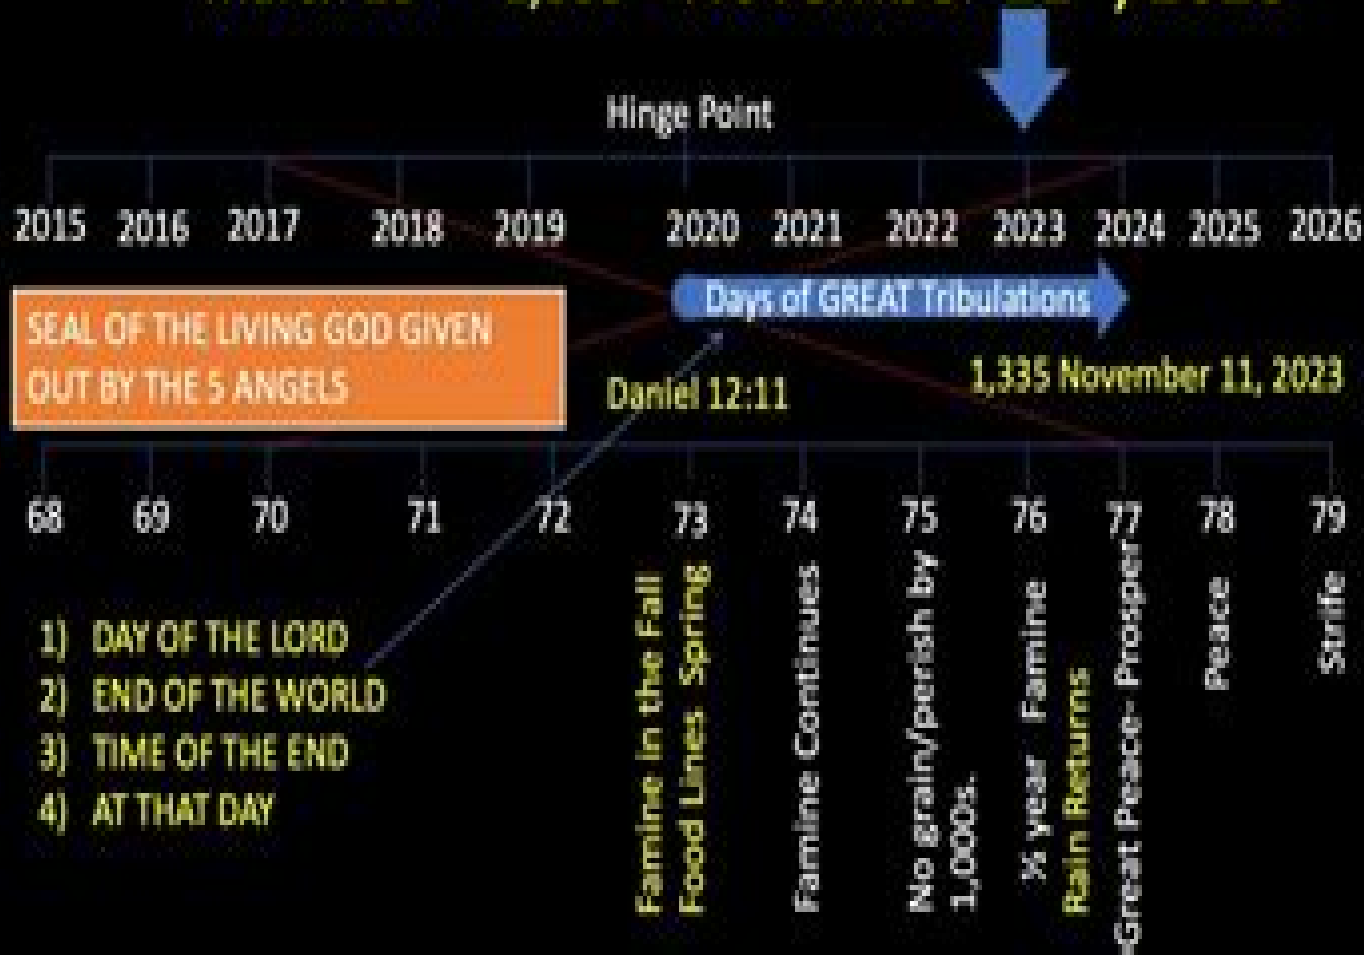 Hinge Point
2015 2016 2017 2018 2019 2020 2021 2022 2023 2024 2025 2026
Days of GREAT Tribulations
SEAL OF THE LIVING GOD GIVEN
OUT BY THE 5 ANGELS
1,335 November 11, 2023
Daniel 12:11
68 69 70 71 72 73 74 75 76 77 78 79
1) DAY OF THE LORD
2) END OF THE WORLD
3) TIME OF THE END
4) AT THAT DAY
Famine in the Fall
Food Lines Spring
Famine Continues
No grain/perish by
1,000s.
½ year Famine
Rain Returns
Great Peace- Prosper
Peace
Strife